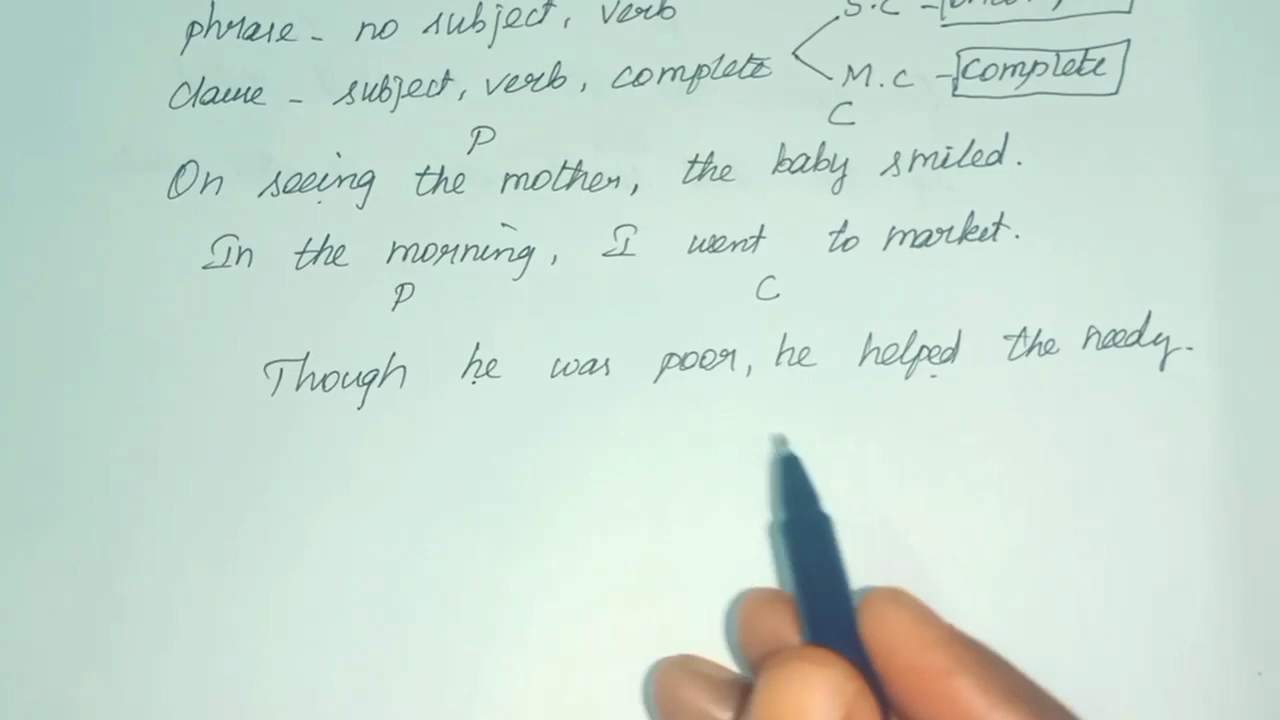 phrase - no subject, verb
S.C -
clause - subject, verb, complete
M.C - complete
P C
On seeing the mother, the baby smiled.
In the morning, I went to market.
P C
Though he was poor, he helped the needy.